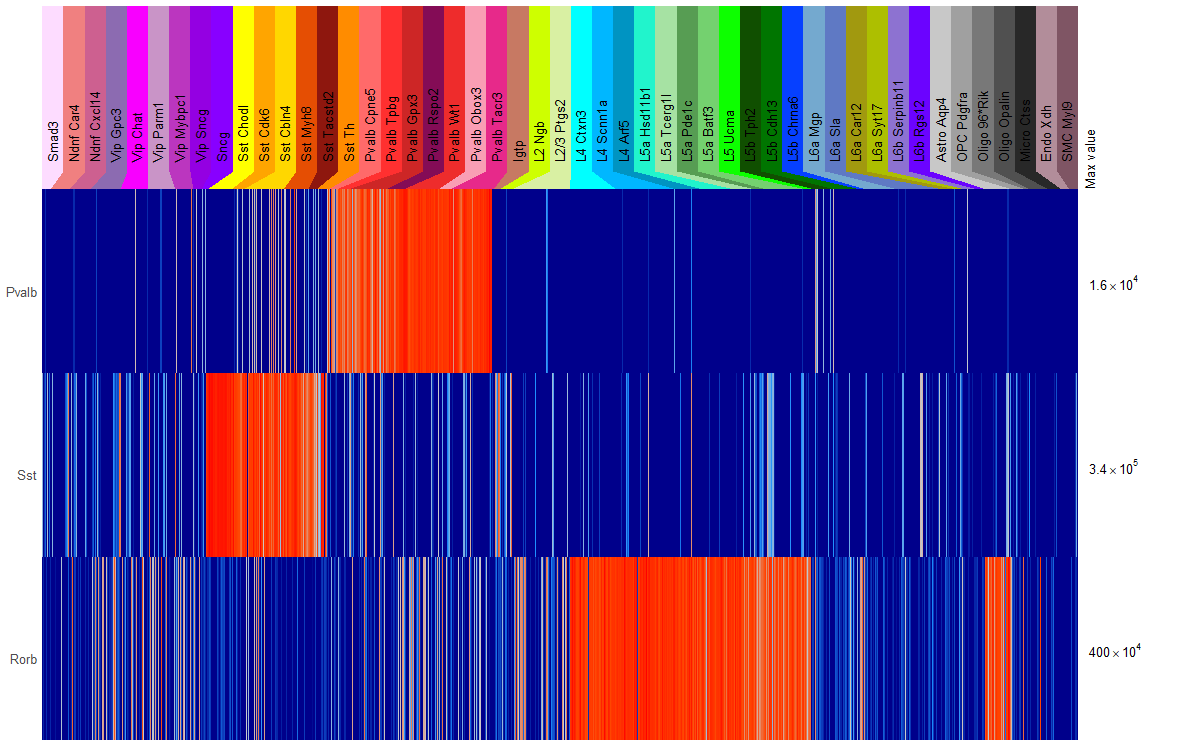 Smad3
Ndnf Car4
Ndnf Cxcl14
Vip Gpc3
Vip Chat
Vip Parm1
Vip Mybpc1
Vip Sncg
Sncg
Sst Chodl
Sst Cdk6
Sst Cbln4
Sst Myh8
Sst Tacstd2
Sst Th
Pvalb Cpne5
Pvalb Tpbg
Pvalb Gpx3
Pvalb Rspo2
Pvalb Wt1
Pvalb Obox3
Pvalb Tacr3
Igtp
L2 Ngb
L2/3 Ptgs2
L4 Ctxn3
L4 Scnn1a
L4 Arf5
L5a Hsd11b1
L5a Tcerg1l
L5a Pde1c
L5a Batf3
L5 Ucma
L5b Tph2
L5b Cdh13
L5b Chrna6
L6a Mgp
L6a Sla
L6a Car12
L6a Syt17
L6b Serpinb11
L6b Rgs12
Astro Aqp4
OPC Pdgfra
Oligo 96*Rik
Oligo Opalin
Micro Ctss
Endo Xdh
SMC Myl9
Max value
Pvalb
1.6 × 10⁴
Sst
3.4 × 10⁵
Rorb
400 × 10⁴